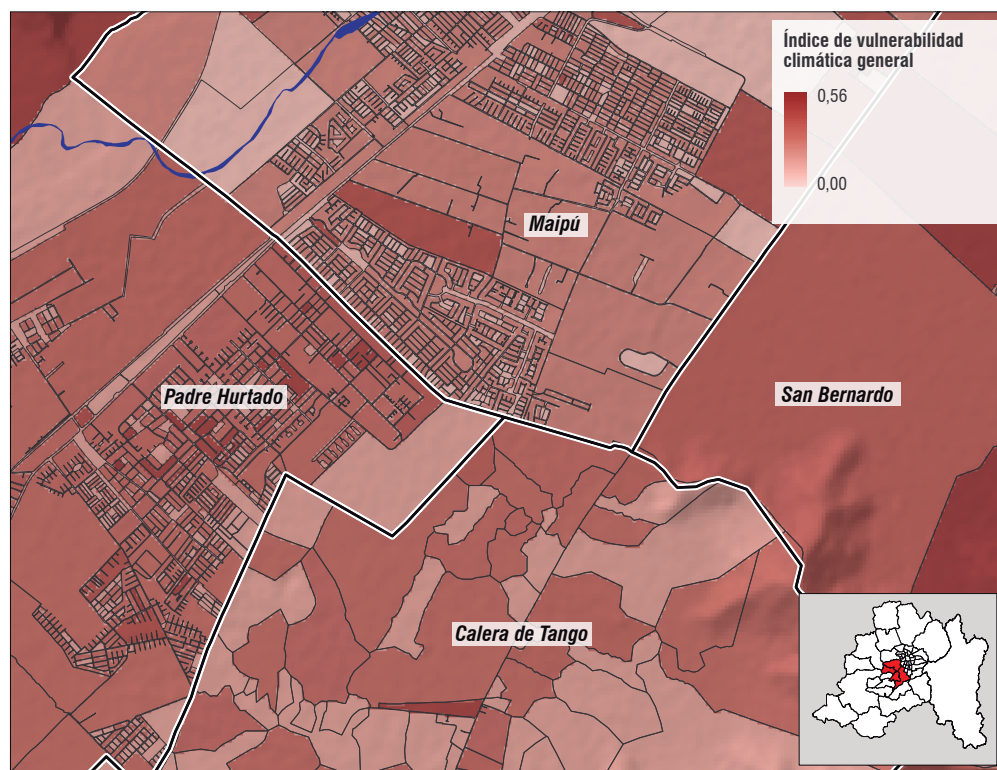 Índice de vulnerabilidad
climática general
0,56
0,00
Maipú
Padre Hurtado
San Bernardo
Calera de Tango